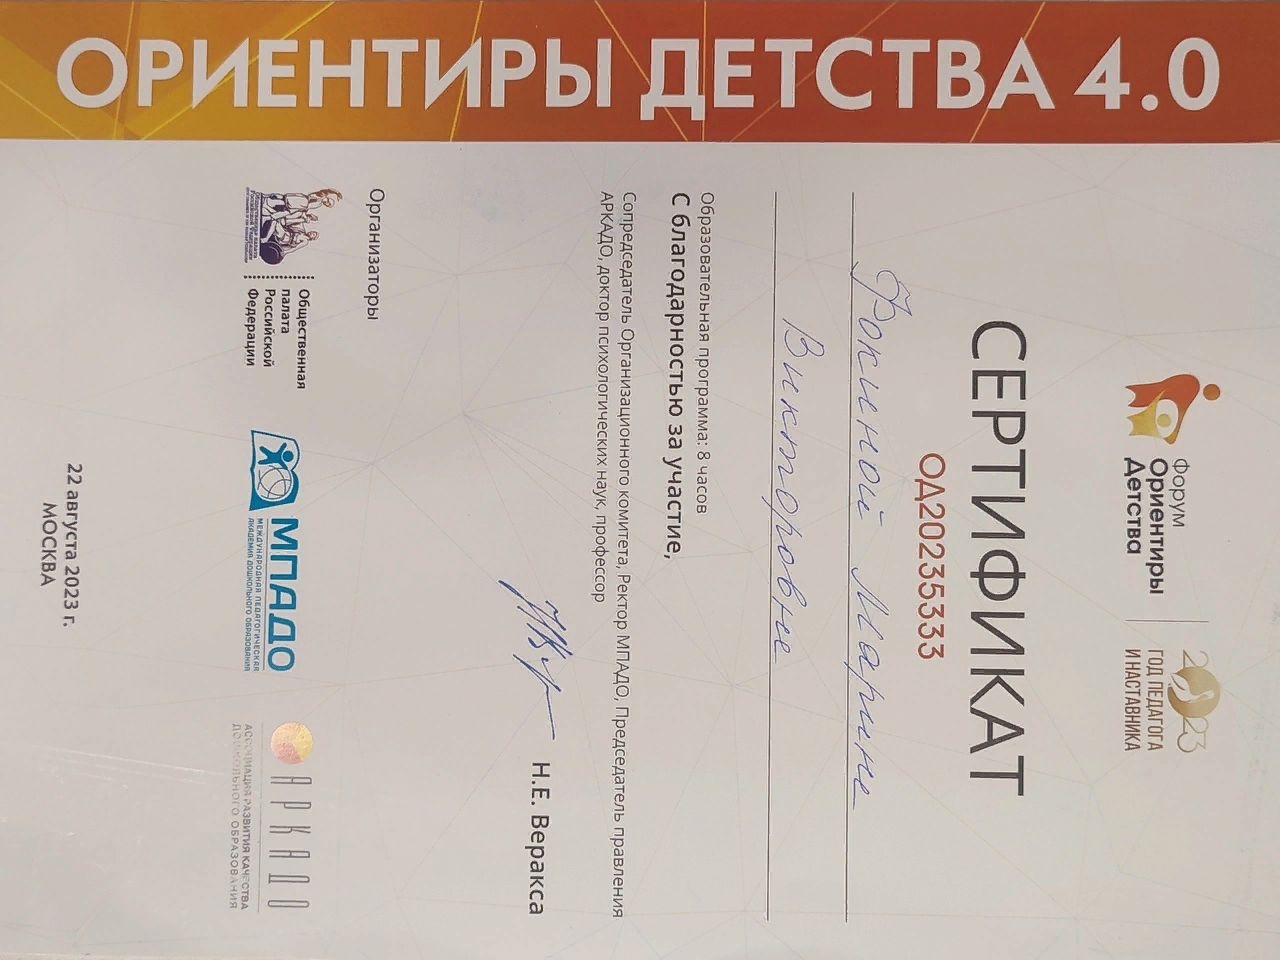 ОРИЕНТИРЫ ДЕТСТВА 4.0
Форум
Ориентиры
Детства
2023
ГОД ПЕДАГОГА
И НАСТАВНИКА
СЕРТИФИКАТ
ОД20235333
Фокиной Марине
Викторовне
Образовательная программа: 8 часов
С благодарностью за участие,
Сопредседатель Организационного комитета, Ректор МПАДО, Председатель правления
АРКАДО, доктор психологических наук, профессор
Н.Е. Веракса
Организаторы
Общественная
палата
Российской
Федерации
МПАДО
МЕЖДУНАРОДНАЯ ПЕДАГОГИЧЕСКАЯ
АКАДЕМИЯ ДОШКОЛЬНОГО ОБРАЗОВАНИЯ
АРКАДО
АССОЦИАЦИЯ РАЗВИТИЯ КАЧЕСТВА
ДОШКОЛЬНОГО ОБРАЗОВАНИЯ
22 августа 2023 г.
МОСКВА